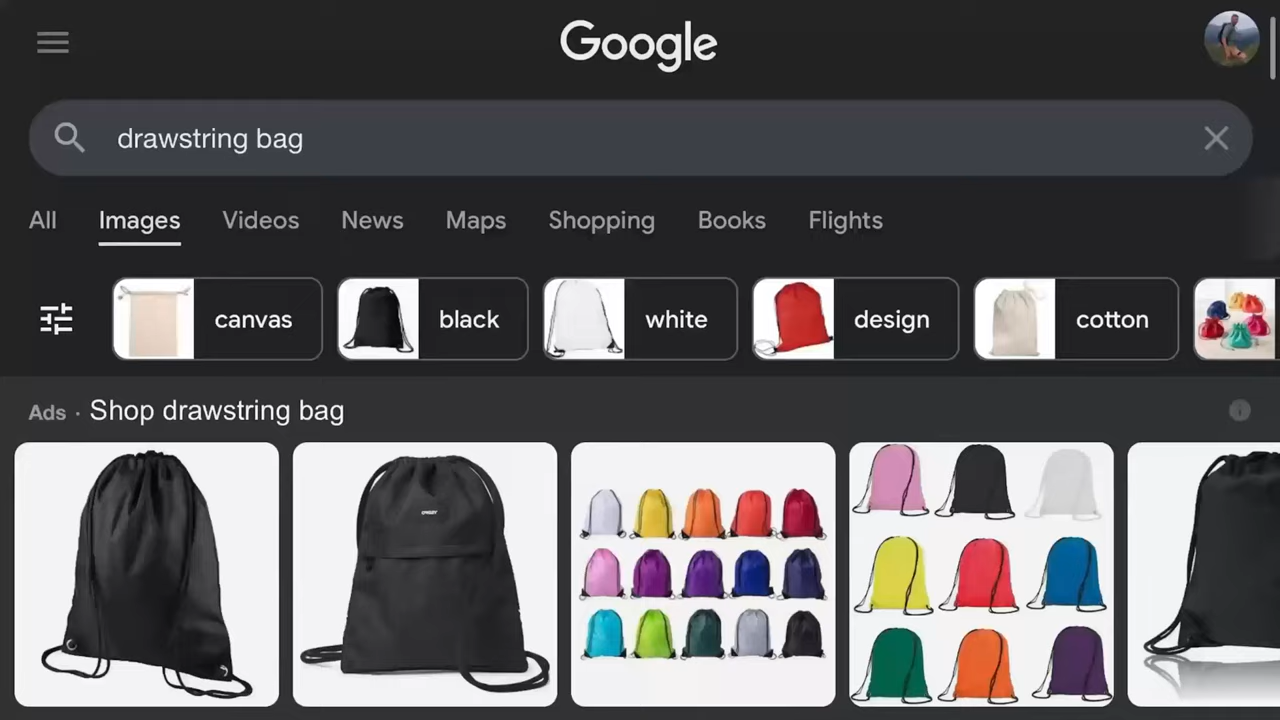 Google
drawstring bag
All Images Videos News Maps Shopping Books Flights
canvas black white design cotton
Ads · Shop drawstring bag